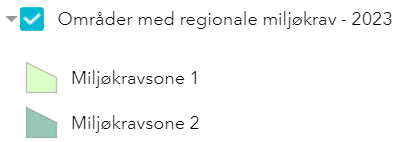 Områder med regionale miljøkrav - 2023
Miljøkravsone 1
Miljøkravsone 2